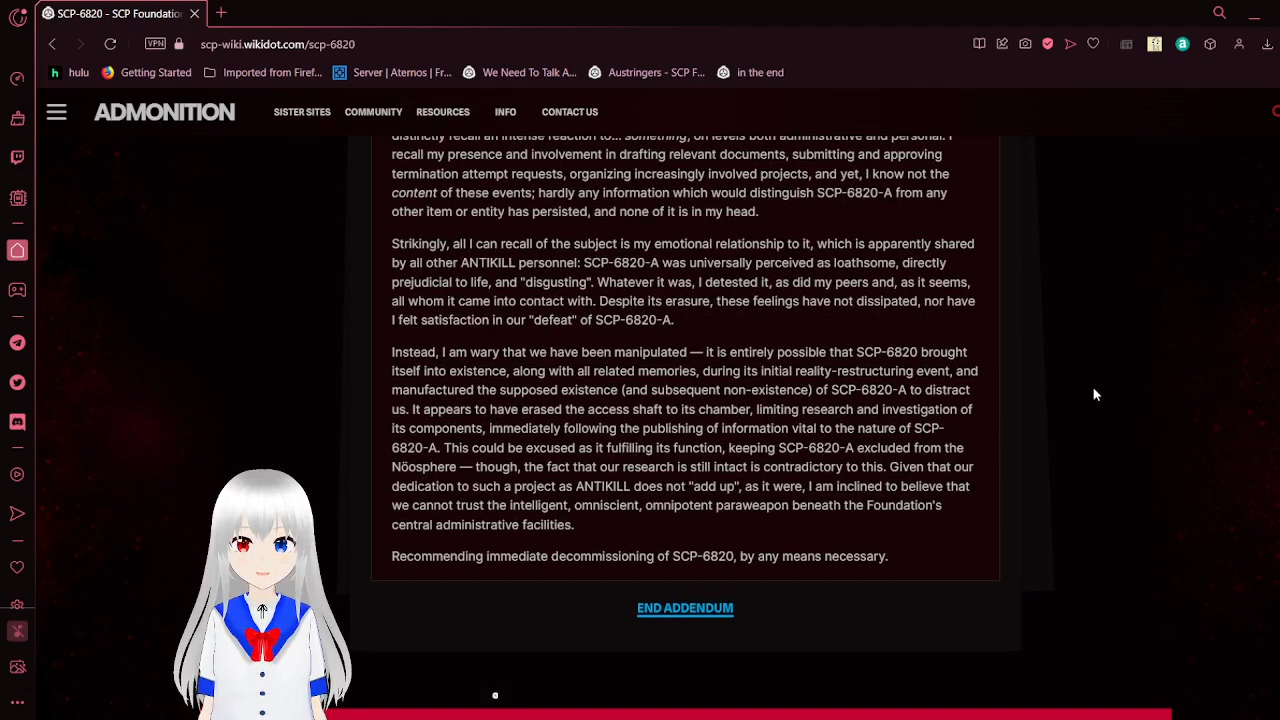 SCP-6820 - SCP Foundation
scp-wiki.wikidot.com/scp-6820
VPN
hulu
Getting Started
Imported from Firef...
Server | Aternos | Fr...
We Need To Talk A...
Austringers - SCP F...
in the end
ADMONITION
SISTER SITES
COMMUNITY
RESOURCES
INFO
CONTACT US
distinctly recall an intense reaction to... something, on levels both administrative and personal. I
recall my presence and involvement in drafting relevant documents, submitting and approving
termination attempt requests, organizing increasingly involved projects, and yet, I know not the
content of these events; hardly any information which would distinguish SCP-6820-A from any
other item or entity has persisted, and none of it is in my head.
Strikingly, all I can recall of the subject is my emotional relationship to it, which is apparently shared
by all other ANTIKILL personnel: SCP-6820-A was universally perceived as loathsome, directly
prejudicial to life, and "disgusting". Whatever it was, I detested it, as did my peers and, as it seems,
all whom it came into contact with. Despite its erasure, these feelings have not dissipated, nor have
I felt satisfaction in our "defeat" of SCP-6820-A.
Instead, I am wary that we have been manipulated — it is entirely possible that SCP-6820 brought
itself into existence, along with all related memories, during its initial reality-restructuring event, and
manufactured the supposed existence (and subsequent non-existence) of SCP-6820-A to distract
us. It appears to have erased the access shaft to its chamber, limiting research and investigation of
its components, immediately following the publishing of information vital to the nature of SCP-
6820-A. This could be excused as it fulfilling its function, keeping SCP-6820-A excluded from the
Nöosphere — though, the fact that our research is still intact is contradictory to this. Given that our
dedication to such a project as ANTIKILL does not "add up", as it were, I am inclined to believe that
we cannot trust the intelligent, omniscient, omnipotent paraweapon beneath the Foundation's
central administrative facilities.
Recommending immediate decommissioning of SCP-6820, by any means necessary.
END ADDENDUM